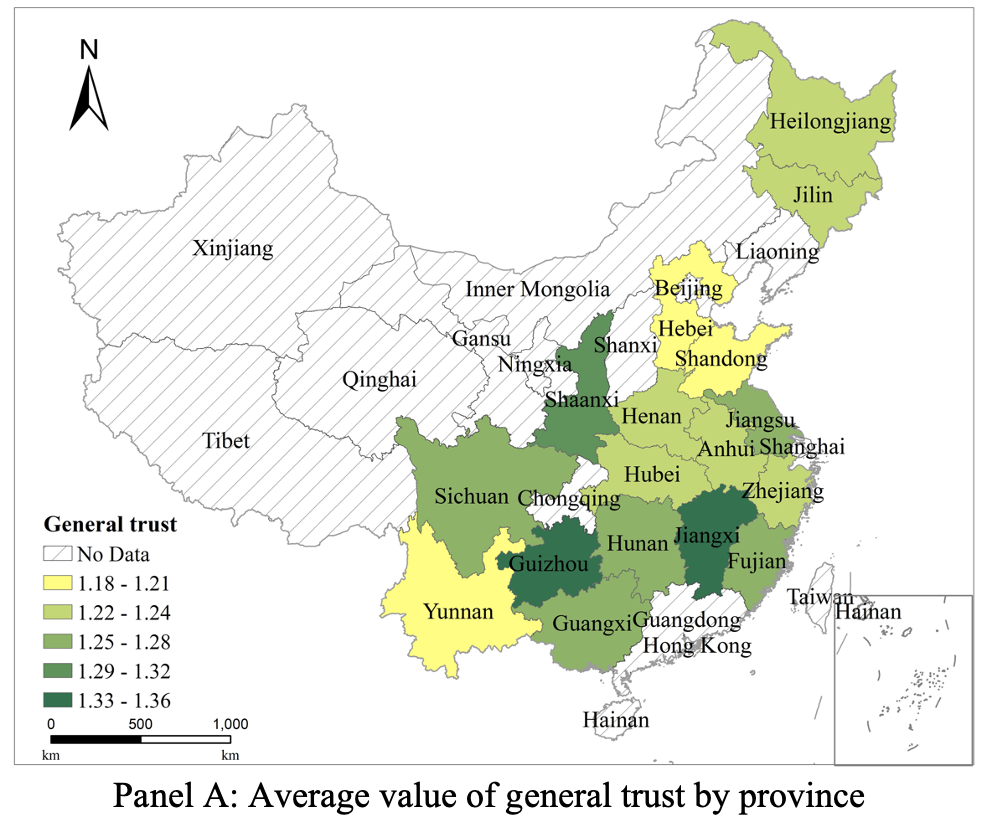 N
Heilongjiang
Jilin
Liaoning
Xinjiang
Inner Mongolia
Beijing
Hebei
Gansu
Ningxia
Shanxi
Shandong
Qinghai
Shaanxi
Henan
Jiangsu
Tibet
Anhui
Shanghai
Hubei
Sichuan
Chongqing
Zhejiang
Jiangxi
Hunan
Guizhou
Fujian
Yunnan
Guangxi
Guangdong
Taiwan
Hainan
Hong Kong
Hainan
General trust
No Data
1.18 - 1.21
1.22 - 1.24
1.25 - 1.28
1.29 - 1.32
1.33 - 1.36
0 500 1,000
km km
Panel A: Average value of general trust by province